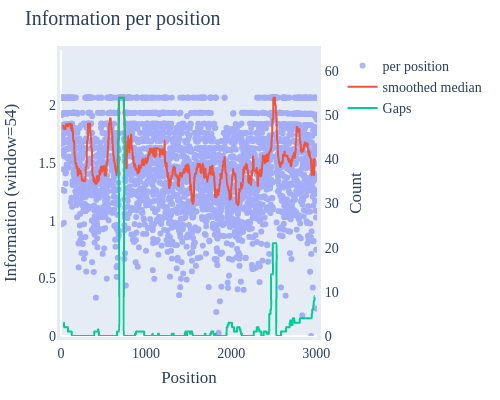 Information per position
per position
smoothed median
Gaps
Information (window=54)
2
1.5
1
0.5
0
60
50
40
30
20
10
0
Count
0
1000
2000
3000
Position